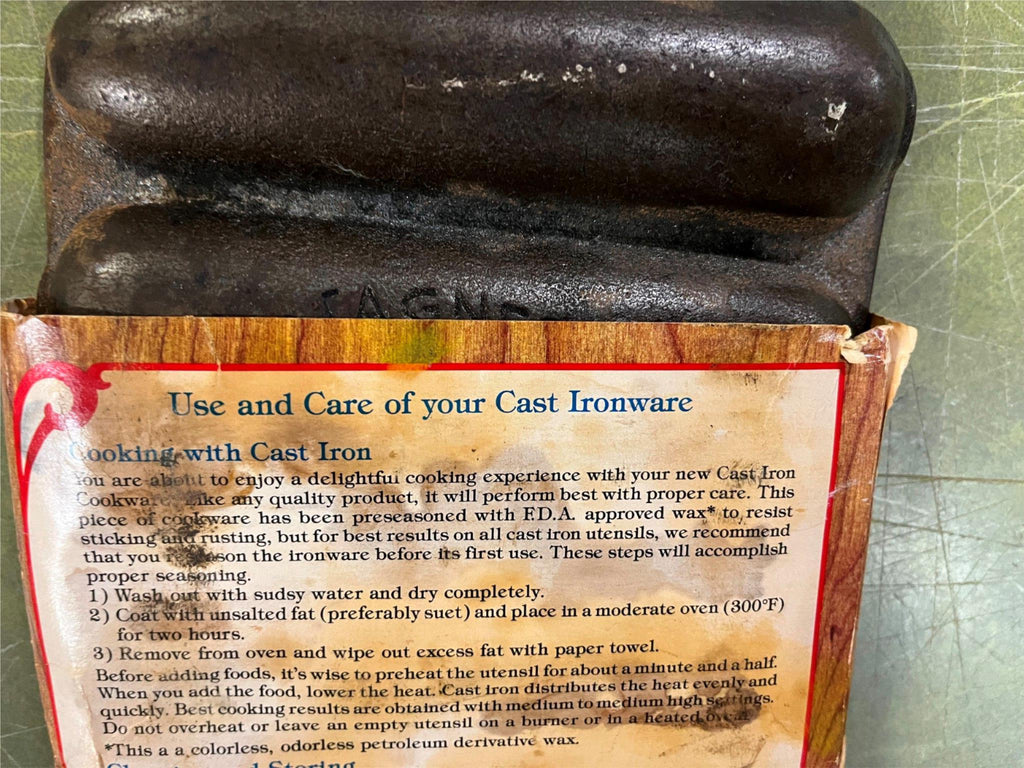 AGN
Use and Care of your Cast Ironware
Cooking with Cast Iron
You are about to enjoy a delightful cooking experience with your new Cast Iron
Cookware. Like any quality product, it will perform best with proper care. This
piece of cookware has been preseasoned with F.D.A. approved wax* to resist
sticking and rusting, but for best results on all cast iron utensils, we recommend
that you reseason the ironware before its first use. These steps will accomplish
proper seasoning.
1) Wash out with sudsy water and dry completely.
2) Coat with unsalted fat (preferably suet) and place in a moderate oven (300°F)
for two hours.
3) Remove from oven and wipe out excess fat with paper towel.
Before adding foods, it's wise to preheat the utensil for about a minute and a half.
When you add the food, lower the heat. Cast iron distributes the heat evenly and
quickly. Best cooking results are obtained with medium to medium high settings.
Do not overheat or leave an empty utensil on a burner or in a heated oven.
*This a a colorless, odorless petroleum derivative wax.
and Storing